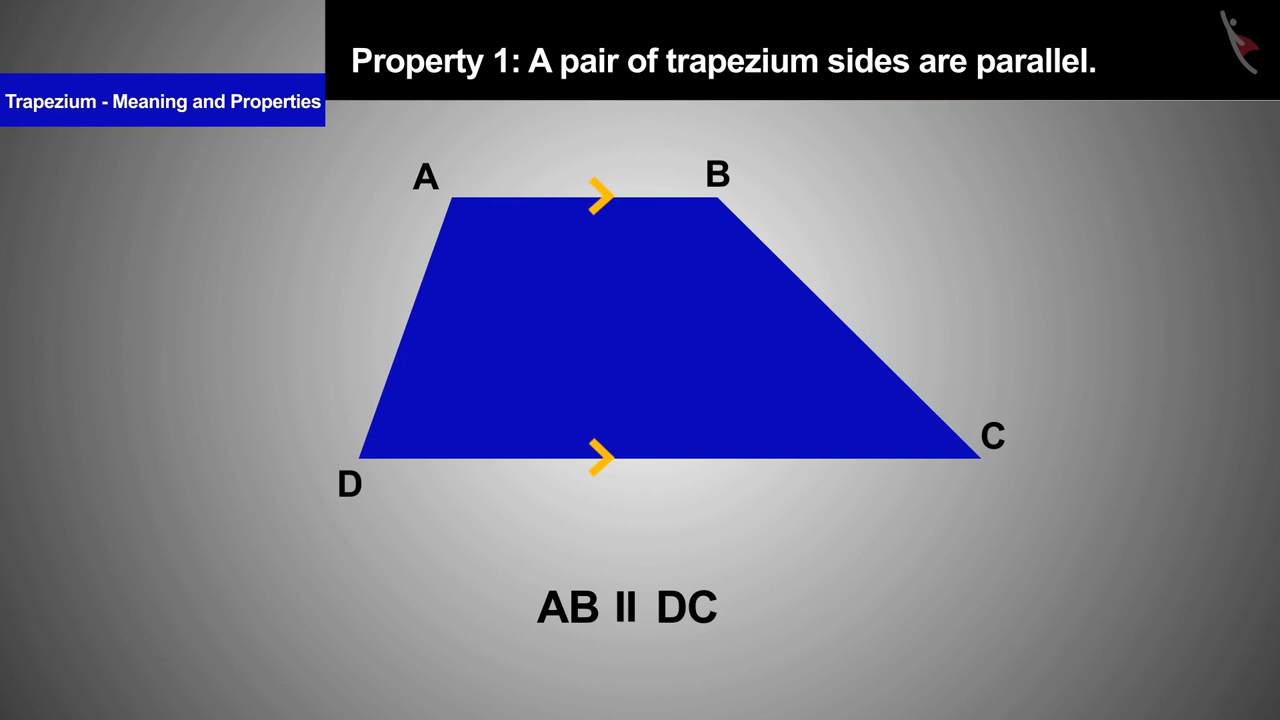 Property 1: A pair of trapezium sides are parallel.
Trapezium - Meaning and Properties
A
B
C
D
AB II DC